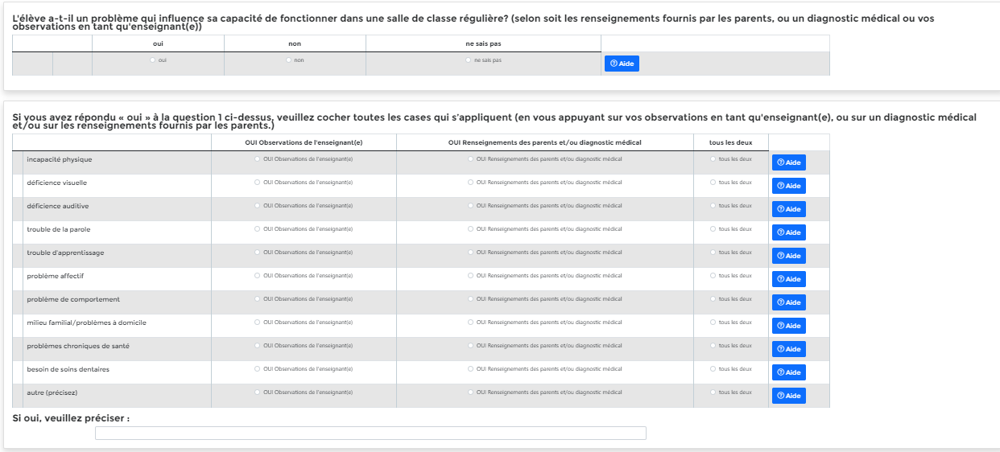 L'élève a-t-il un problème qui influence sa capacité de fonctionner dans une salle de classe régulière? (selon soit les renseignements fournis par les parents, ou un diagnostic médical ou vos
observations en tant qu'enseignant(e))
oui non ne sais pas
oui non ne sais pas Aide
Si vous avez répondu « oui » à la question 1 ci-dessus, veuillez cocher toutes les cases qui s'appliquent (en vous appuyant sur vos observations en tant qu'enseignant(e), ou sur un diagnostic médical
et/ou sur les renseignements fournis par les parents.)
OUI Observations de l'enseignant(e) OUI Renseignements des parents et/ou diagnostic médical tous les deux
incapacité physique OUI Observations de l'enseignant(e) OUI Renseignements des parents et/ou diagnostic médical tous les deux Aide
déficience visuelle OUI Observations de l'enseignant(e) OUI Renseignements des parents et/ou diagnostic médical tous les deux Aide
déficience auditive OUI Observations de l'enseignant(e) OUI Renseignements des parents et/ou diagnostic médical tous les deux Aide
trouble de la parole OUI Observations de l'enseignant(e) OUI Renseignements des parents et/ou diagnostic médical tous les deux Aide
trouble d'apprentissage OUI Observations de l'enseignant(e) OUI Renseignements des parents et/ou diagnostic médical tous les deux Aide
problème affectif OUI Observations de l'enseignant(e) OUI Renseignements des parents et/ou diagnostic médical tous les deux Aide
problème de comportement OUI Observations de l'enseignant(e) OUI Renseignements des parents et/ou diagnostic médical tous les deux Aide
milieu familial/problèmes à domicile OUI Observations de l'enseignant(e) OUI Renseignements des parents et/ou diagnostic médical tous les deux Aide
problèmes chroniques de santé OUI Observations de l'enseignant(e) OUI Renseignements des parents et/ou diagnostic médical tous les deux Aide
besoin de soins dentaires OUI Observations de l'enseignant(e) OUI Renseignements des parents et/ou diagnostic médical tous les deux Aide
autre (précisez) OUI Observations de l'enseignant(e) OUI Renseignements des parents et/ou diagnostic médical tous les deux Aide
Si oui, veuillez préciser :